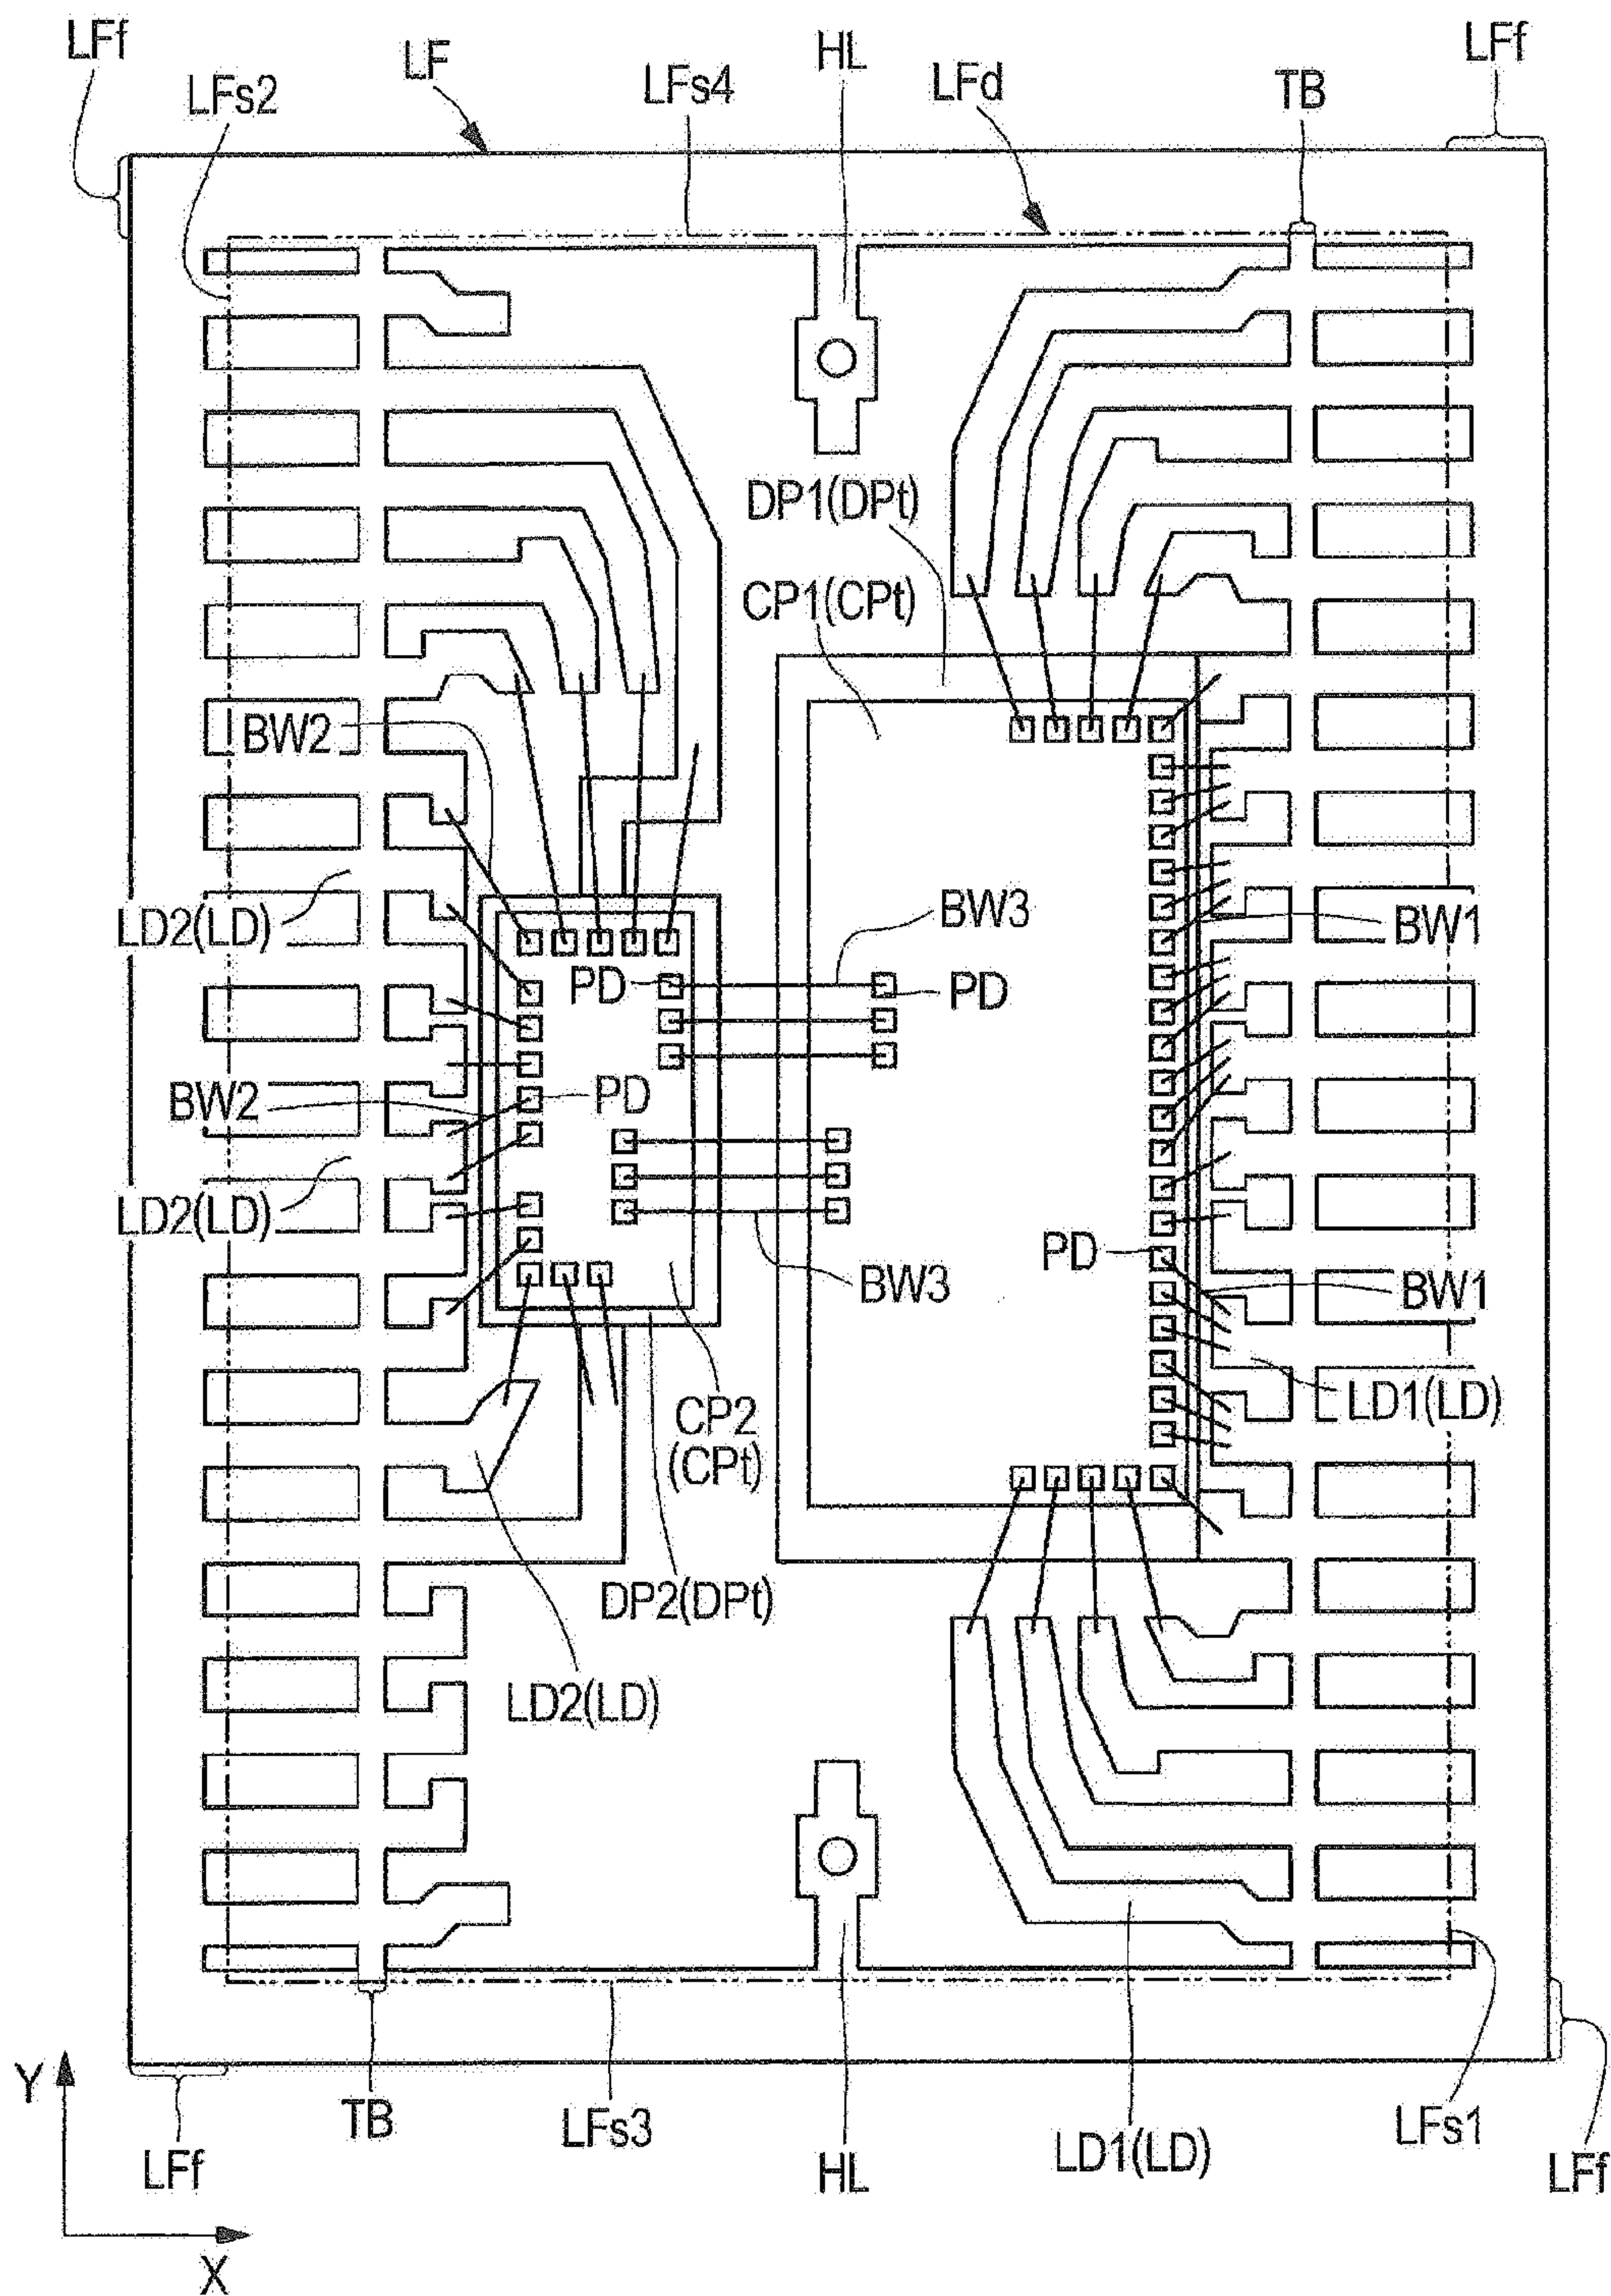 LFf
LF
HL
LFf
LFs2
LFs4
LFd
TB
DP1(DPt)
CP1(CPt)
BW2
LD2(LD)
BW3
BW1
PD
PD
BW2
PD
LD2(LD)
PD
BW3
BW1
LD1(LD)
CP2
(CPt)
DP2(DPt)
LD2(LD)
Y
TB
LFs3
LFs1
LFf
HL
LD1(LD)
LFf
X